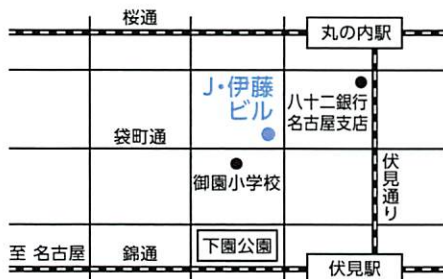 桜通
丸の内駅
J・伊藤
ビル
八十二銀行
名古屋支店
袋町通
伏見通り
御園小学校
下園公園
至 名古屋
錦通
伏見駅